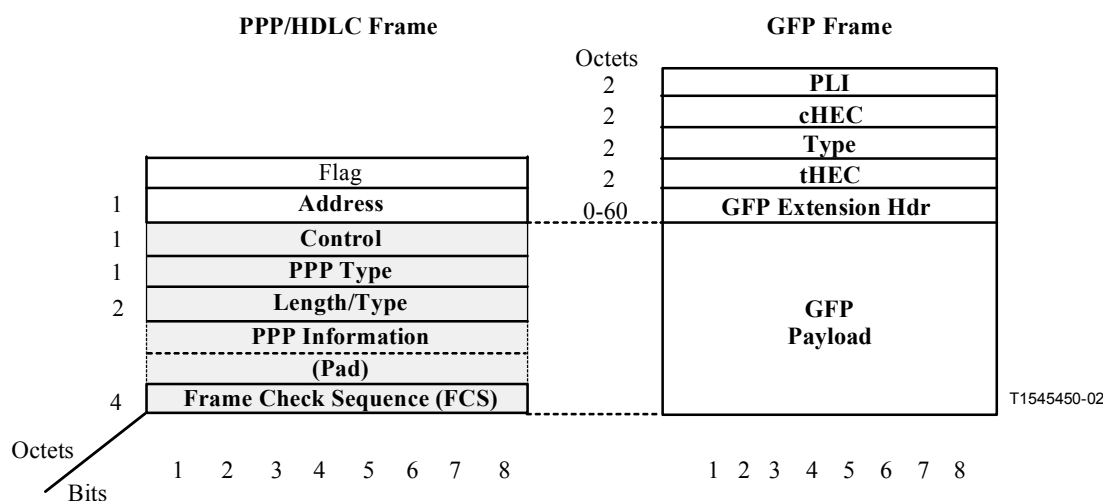 PPP/HDLC Frame
GFP Frame
Octets
2 PLI
2 cHEC
2 Type
2 tHEC
0-60 GFP Extension Hdr
GFP
Payload
Flag
1 Address
1 Control
1 PPP Type
2 Length/Type
PPP Information
(Pad)
4 Frame Check Sequence (FCS)
T1545450-02
Octets
Bits
1 2 3 4 5 6 7 8
1 2 3 4 5 6 7 8